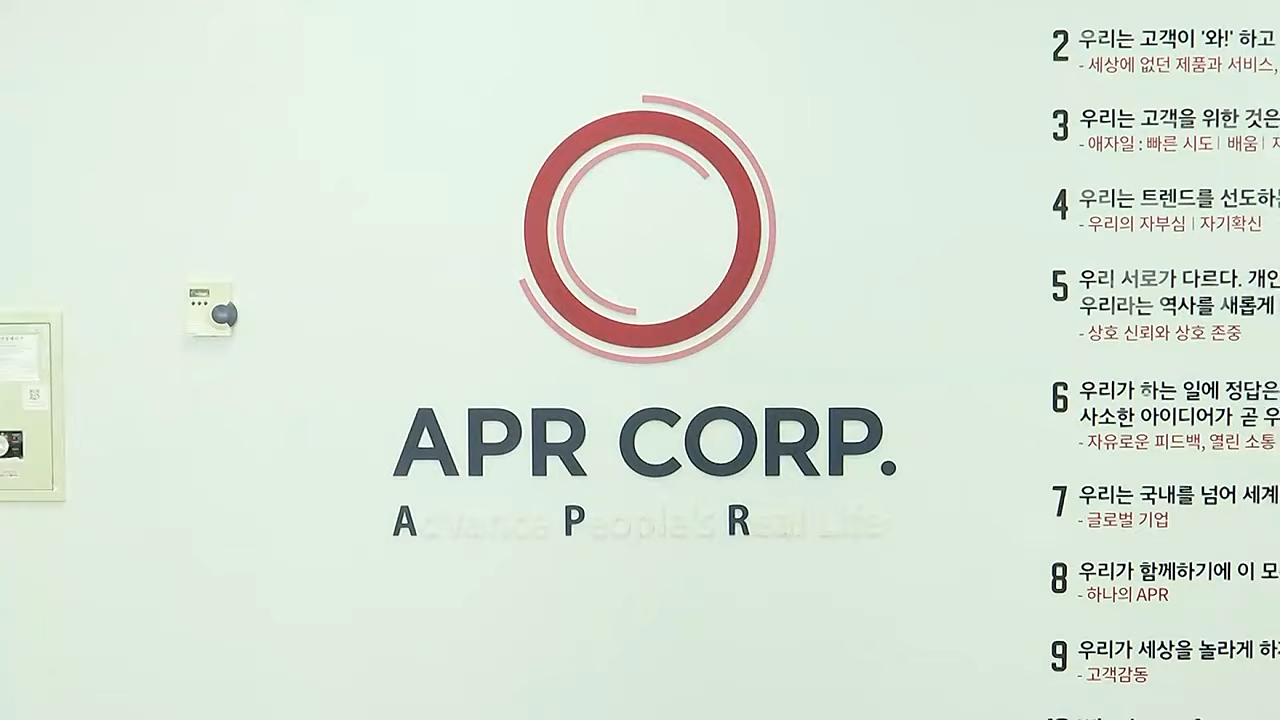 APR CORP.
Advance People's Real Life
2 우리는 고객이 '와!' 하고
- 세상에 없던 제품과 서비스,
3 우리는 고객을 위한 것은
- 애자일 : 빠른 시도 | 배움 |
4 우리는 트렌드를 선도하는
- 우리의 자부심 | 자기확신
5 우리 서로가 다르다. 개인
우리라는 역사를 새롭게
- 상호 신뢰와 상호 존중
6 우리가 하는 일에 정답은
사소한 아이디어가 곧 우
- 자유로운 피드백, 열린 소통
7 우리는 국내를 넘어 세계
- 글로벌 기업
8 우리가 함께하기에 이 모
- 하나의 APR
9 우리가 세상을 놀라게 하
- 고객감동